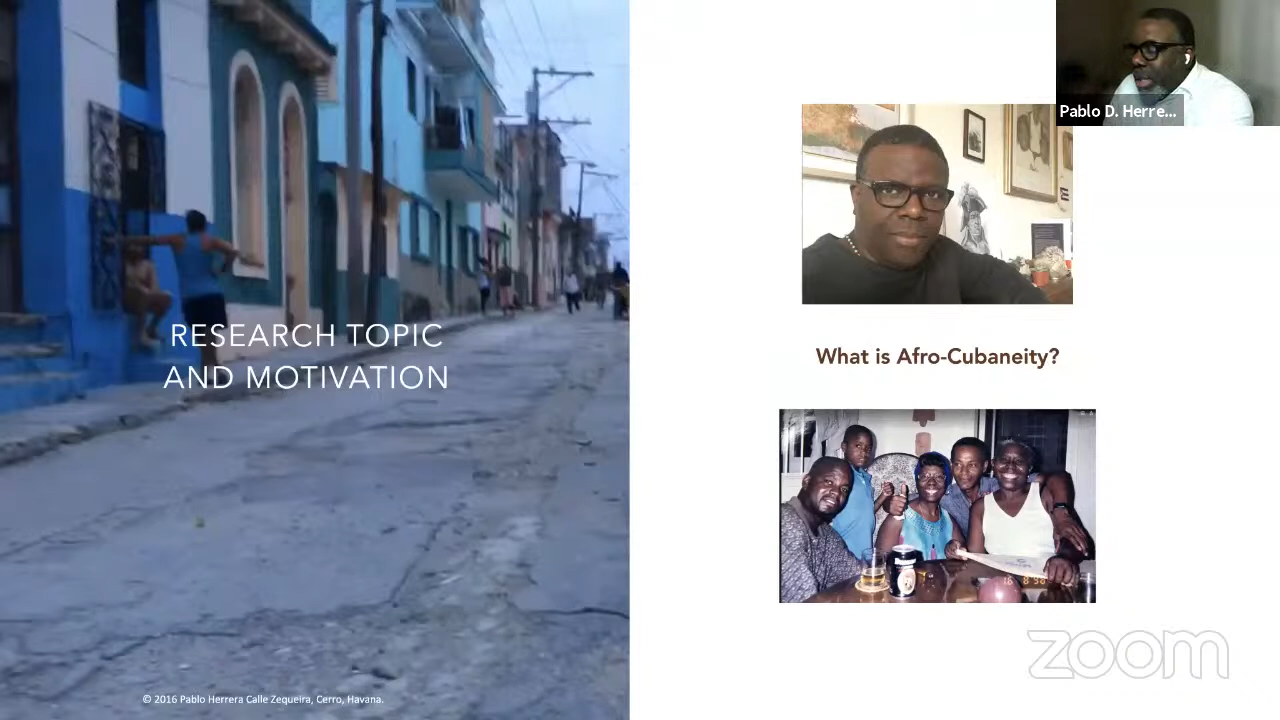 RESEARCH TOPIC
AND MOTIVATION
© 2016 Pablo Herrera Calle Zequeira, Cerro, Havana.
What is Afro-Cubaneity?
Pablo D. Herre...
zoom